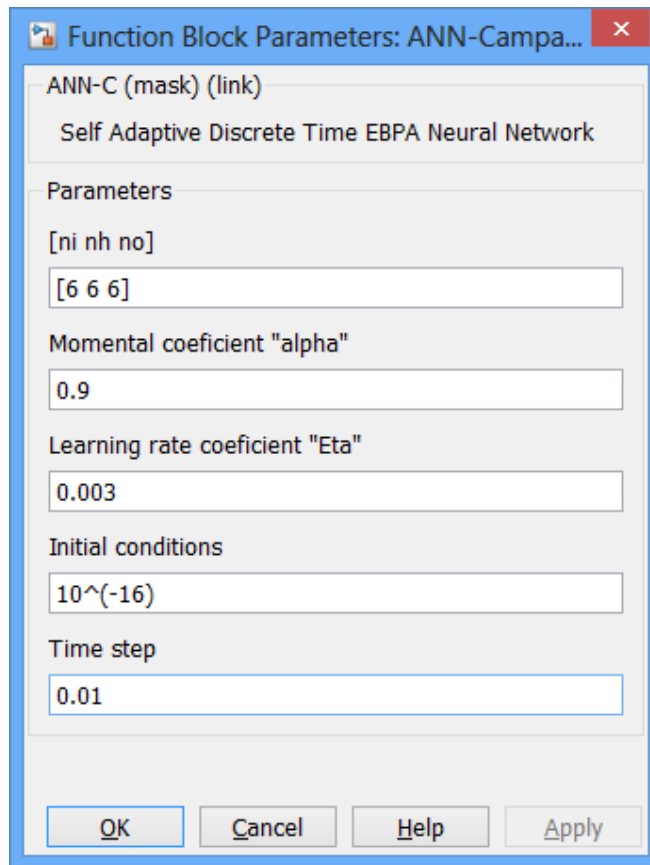 Function Block Parameters: ANN-Campa...
ANN-C (mask) (link)
Self Adaptive Discrete Time EBPA Neural Network
Parameters
[ni nh no]
[6 6 6]
Momental coeficient "alpha"
0.9
Learning rate coeficient "Eta"
0.003
Initial conditions
10^(-16)
Time step
0.01
OK Cancel Help Apply